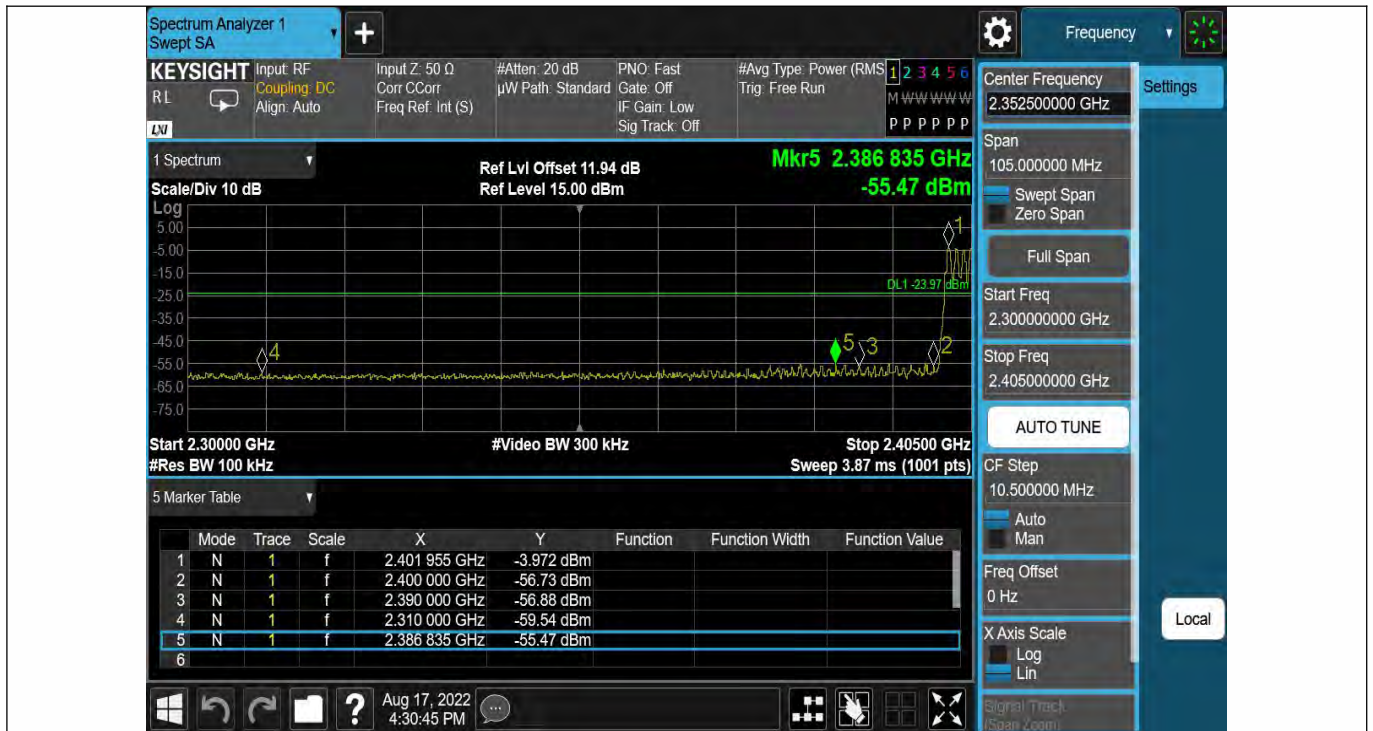 Spectrum Analyzer 1
Swept SA
+
Frequency
KEYSIGHT
RL
LXI
Input: RF
Coupling: DC
Align: Auto
Input Z: 50 Ω
Corr CCorr
Freq Ref: Int (S)
#Atten: 20 dB
µW Path: Standard
PNO: Fast
Gate: Off
IF Gain: Low
Sig Track: Off
#Avg Type: Power (RMS
Trig: Free Run
1 2 3 4 5 6
M W W W W W
P P P P P P
Center Frequency
2.352500000 GHz
Settings
Span
105.000000 MHz
Swept Span
Zero Span
Full Span
Start Freq
2.300000000 GHz
Stop Freq
2.405000000 GHz
AUTO TUNE
CF Step
10.500000 MHz
Auto
Man
Freq Offset
0 Hz
X Axis Scale
Log
Lin
Signal Track
(Span Zoom)
Local
1 Spectrum
Scale/Div 10 dB
Ref Lvl Offset 11.94 dB
Ref Level 15.00 dBm
Mkr5 2.386 835 GHz
-55.47 dBm
Log
5.00
-5.00
-15.0
-25.0
-35.0
-45.0
-55.0
-65.0
-75.0
1
DL1 -23.97 dBm
4
5
3
2
Start 2.30000 GHz
#Video BW 300 kHz
Stop 2.40500 GHz
#Res BW 100 kHz
Sweep 3.87 ms (1001 pts)
5 Marker Table
Mode Trace Scale X Y Function Function Width Function Value
1 N 1 f 2.401 955 GHz -3.972 dBm
2 N 1 f 2.400 000 GHz -56.73 dBm
3 N 1 f 2.390 000 GHz -56.88 dBm
4 N 1 f 2.310 000 GHz -59.54 dBm
5 N 1 f 2.386 835 GHz -55.47 dBm
6
?
Aug 17, 2022
4:30:45 PM